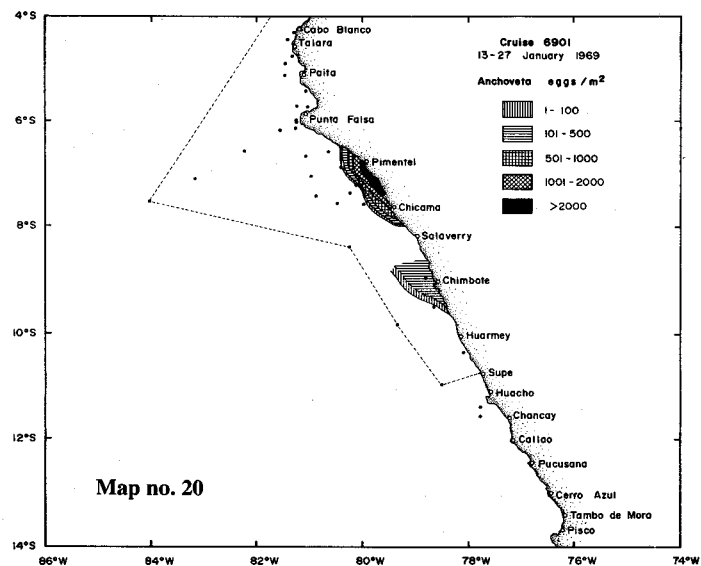 4°S
6°S
8°S
10°S
12°S
14°S
86°W
84°W
82°W
80°W
78°W
76°W
74°W
Cruise 6901
13-27 January 1969
Anchoveta eggs/m²
1-100
101-500
501-1000
1001-2000
>2000
Cabo Blanco
Talara
Paita
Punta Falsa
Pimentel
Chicama
Salaverry
Chimbote
Huarmey
Supe
Huacho
Chancay
Callao
Pucusana
Cerro Azul
Tambo de Mora
Pisco
Map no. 20